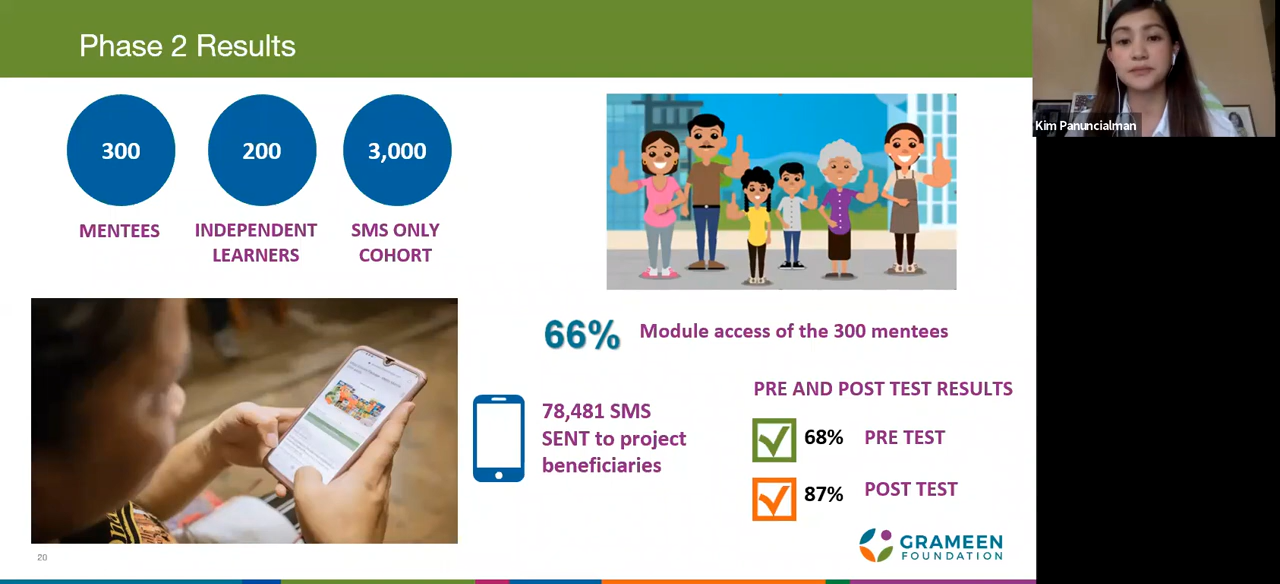 Phase 2 Results
300
200
3,000
MENTEES
INDEPENDENT
LEARNERS
SMS ONLY
COHORT
66%
Module access of the 300 mentees
78,481 SMS
SENT to project
beneficiaries
PRE AND POST TEST RESULTS
68% PRE TEST
87% POST TEST
GRAMEEN
FOUNDATION
20
Kim Panuncialman